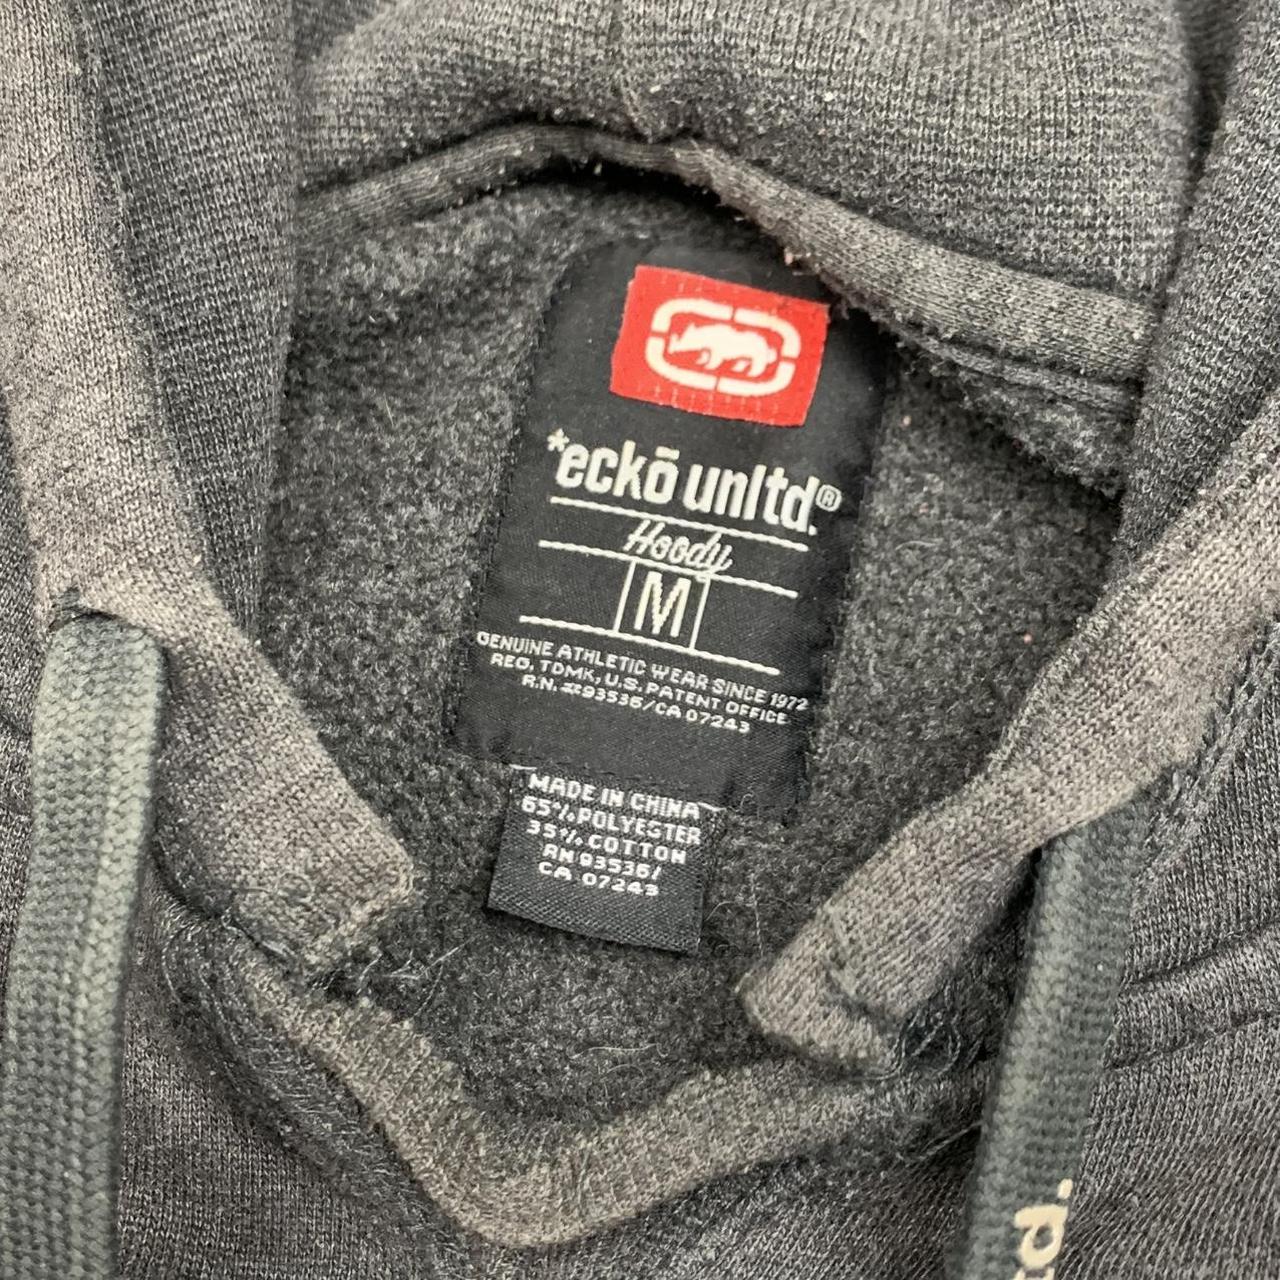 *eckō unltd.®
Hoody
M
GENUINE ATHLETIC WEAR SINCE 1972
REG. TDMK, U.S. PATENT OFFICE
R.N. #93536/CA 07243
MADE IN CHINA
65% POLYESTER
35% COTTON
RN 93536/
CA 07243
td.